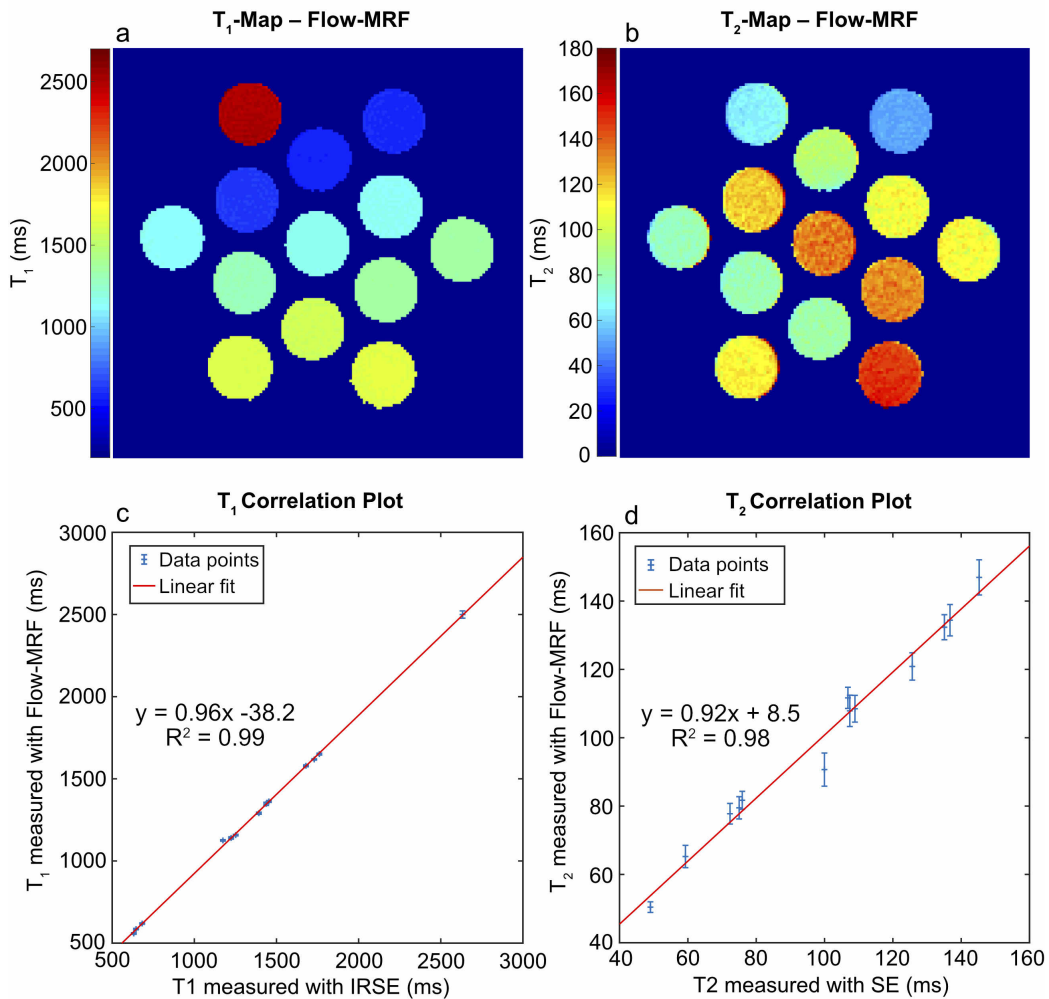 T1-Map – Flow-MRF
a
T1 (ms)
2500
2000
1500
1000
500
T2-Map – Flow-MRF
b
T2 (ms)
180
160
140
120
100
80
60
40
20
0
T1 Correlation Plot
c
T1 measured with Flow-MRF (ms)
3000
2500
2000
1500
1000
500
Data points
Linear fit
y = 0.96x -38.2
R² = 0.99
500 1000 1500 2000 2500 3000
T1 measured with IRSE (ms)
T2 Correlation Plot
d
T2 measured with Flow-MRF (ms)
160
140
120
100
80
60
40
Data points
Linear fit
y = 0.92x + 8.5
R² = 0.98
40 60 80 100 120 140 160
T2 measured with SE (ms)